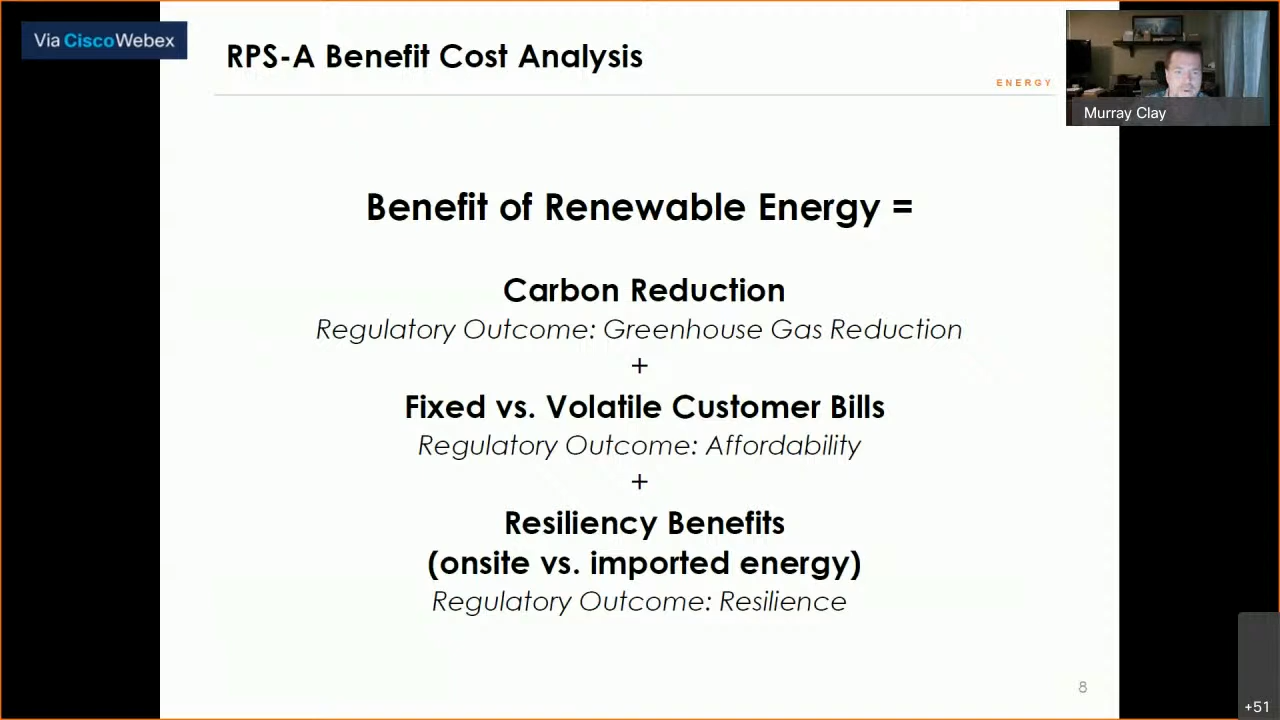 Via CiscoWebex
RPS-A Benefit Cost Analysis
ENERGY
Murray Clay
Benefit of Renewable Energy =
Carbon Reduction
Regulatory Outcome: Greenhouse Gas Reduction
+
Fixed vs. Volatile Customer Bills
Regulatory Outcome: Affordability
+
Resiliency Benefits
(onsite vs. imported energy)
Regulatory Outcome: Resilience
8
+51